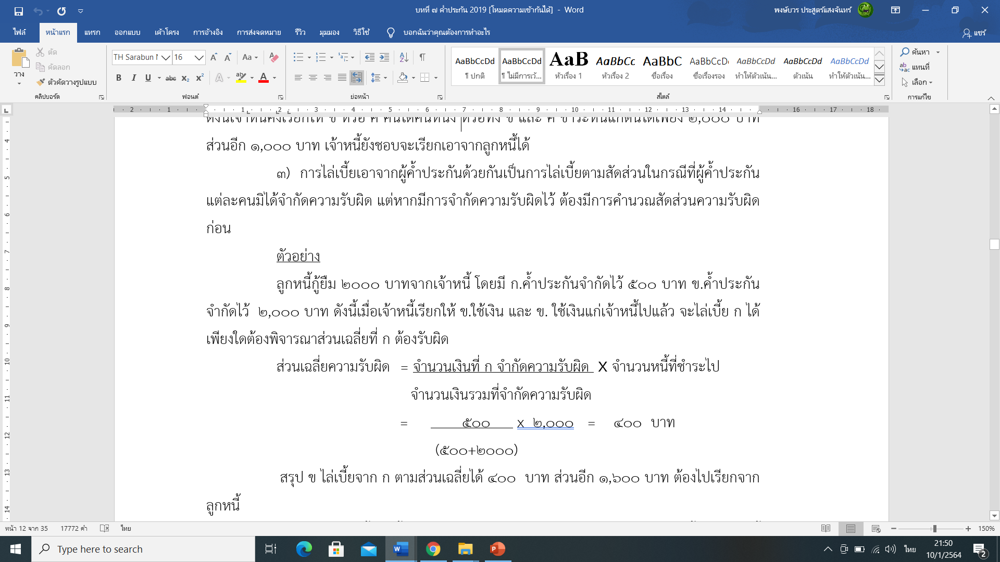 บทที่ ๗ ค้ำประกัน 2019 [โหมดความเข้ากันได้] - Word
พงษ์บวร ประสูตร์แสงจันทร์
ไฟล์ หน้าแรก แทรก ออกแบบ เค้าโครง การอ้างอิง การส่งจดหมาย รีวิว มุมมอง วิธีใช้ บอกฉันว่าคุณต้องการทำอะไร แชร์
วาง
ตัด
คัดลอก
ตัวคัดวางรูปแบบ
คลิปบอร์ด
TH Sarabun 16
Aa
B I U abc X₂ X² A ab A
ฟอนต์
ย่อหน้า
AaBbCcDd AaBbCcDd AaB AaBbCc AaBbC AaBbCcD AaBbCcDd AaBbCcDd AaBbCcDd
¶ ปกติ ¶ ไม่มีการเว้... หัวเรื่อง 1 หัวเรื่อง 2 ชื่อเรื่อง ชื่อเรื่องรอง ทำให้ตัวเน้น... ตัวเน้น ทำให้ตัวเน้น...
สไตล์
ค้นหา
แทนที่
เลือก
การแก้ไข
2 1 1 2 3 4 5 6 7 8 9 10 11 12 13 14 16 17 18
4 5 6 7 8 9 10 11 12 13 14
ส่วนอีก ๑,๐๐๐ บาท เจ้าหนี้ยังชอบจะเรียกเอาจากลูกหนี้ได้
๓) การไล่เบี้ยเอาจากผู้ค้ำประกันด้วยกันเป็นการไล่เบี้ยตามสัดส่วนในกรณีที่ผู้ค้ำประกัน
แต่ละคนมิได้จำกัดความรับผิด แต่หากมีการจำกัดความรับผิดไว้ ต้องมีการคำนวณสัดส่วนความรับผิด
ก่อน
ตัวอย่าง
ลูกหนี้กู้ยืม ๒๐๐๐ บาทจากเจ้าหนี้ โดยมี ก.ค้ำประกันจำกัดไว้ ๕๐๐ บาท ข.ค้ำประกัน
จำกัดไว้ ๒,๐๐๐ บาท ดังนี้เมื่อเจ้าหนี้เรียกให้ ข.ใช้เงิน และ ข. ใช้เงินแก่เจ้าหนี้ไปแล้ว จะไล่เบี้ย ก ได้
เพียงใดต้องพิจารณาส่วนเฉลี่ยที่ ก ต้องรับผิด
ส่วนเฉลี่ยความรับผิด = จำนวนเงินที่ ก จำกัดความรับผิด X จำนวนหนี้ที่ชำระไป
จำนวนเงินรวมที่จำกัดความรับผิด
= ๕๐๐ x ๒,๐๐๐ = ๔๐๐ บาท
(๕๐๐+๒๐๐๐)
สรุป ข ไล่เบี้ยจาก ก ตามส่วนเฉลี่ยได้ ๔๐๐ บาท ส่วนอีก ๑,๖๐๐ บาท ต้องไปเรียกจาก
ลูกหนี้
หน้า 12 จาก 35 17772 คำ ไทย 150%
Type here to search
ไทย
21:50
10/1/2564
2